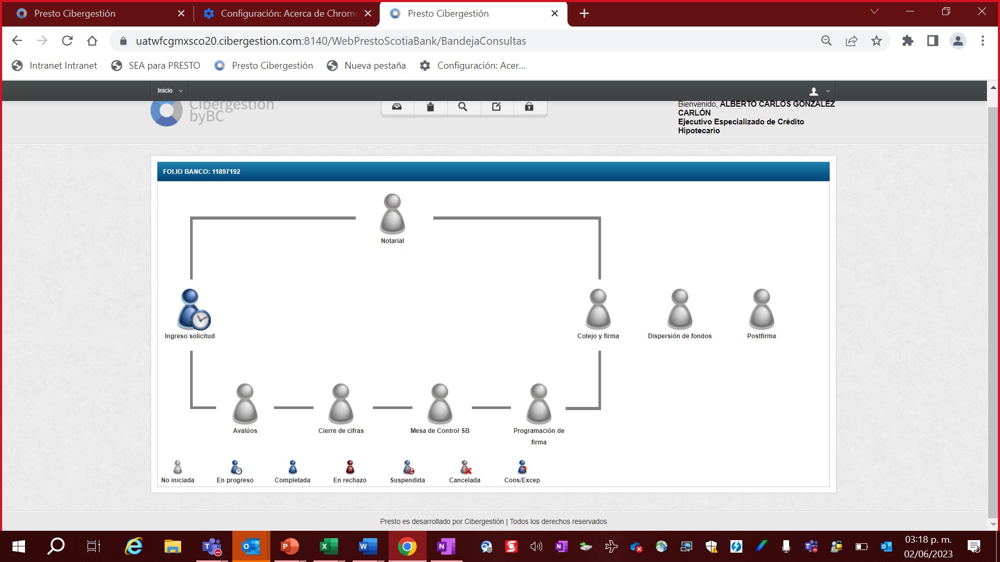 Presto Cibergestión
Configuración: Acerca de Chrome
Presto Cibergestión
uatwfcgmxsco20.cibergestion.com:8140/WebPrestoScotiaBank/BandejaConsultas
Intranet Intranet
SEA para PRESTO
Presto Cibergestión
Nueva pestaña
Configuración: Acer...
Inicio
Cibergestion
byBC
Bienvenido, ALBERTO CARLOS GONZALEZ
CARLÓN
Ejecutivo Especializado de Crédito
Hipotecario
FOLIO BANCO: 11897192
Notarial
Ingreso solicitud
Cotejo y firma
Dispersión de fondos
Postfirma
Avalúos
Cierre de cifras
Mesa de Control SB
Programación de
firma
No iniciada
En progreso
Completada
En rechazo
Suspendida
Cancelada
Cons/Excep
Presto es desarrollado por Cibergestión | Todos los derechos reservados
03:18 p. m.
02/06/2023